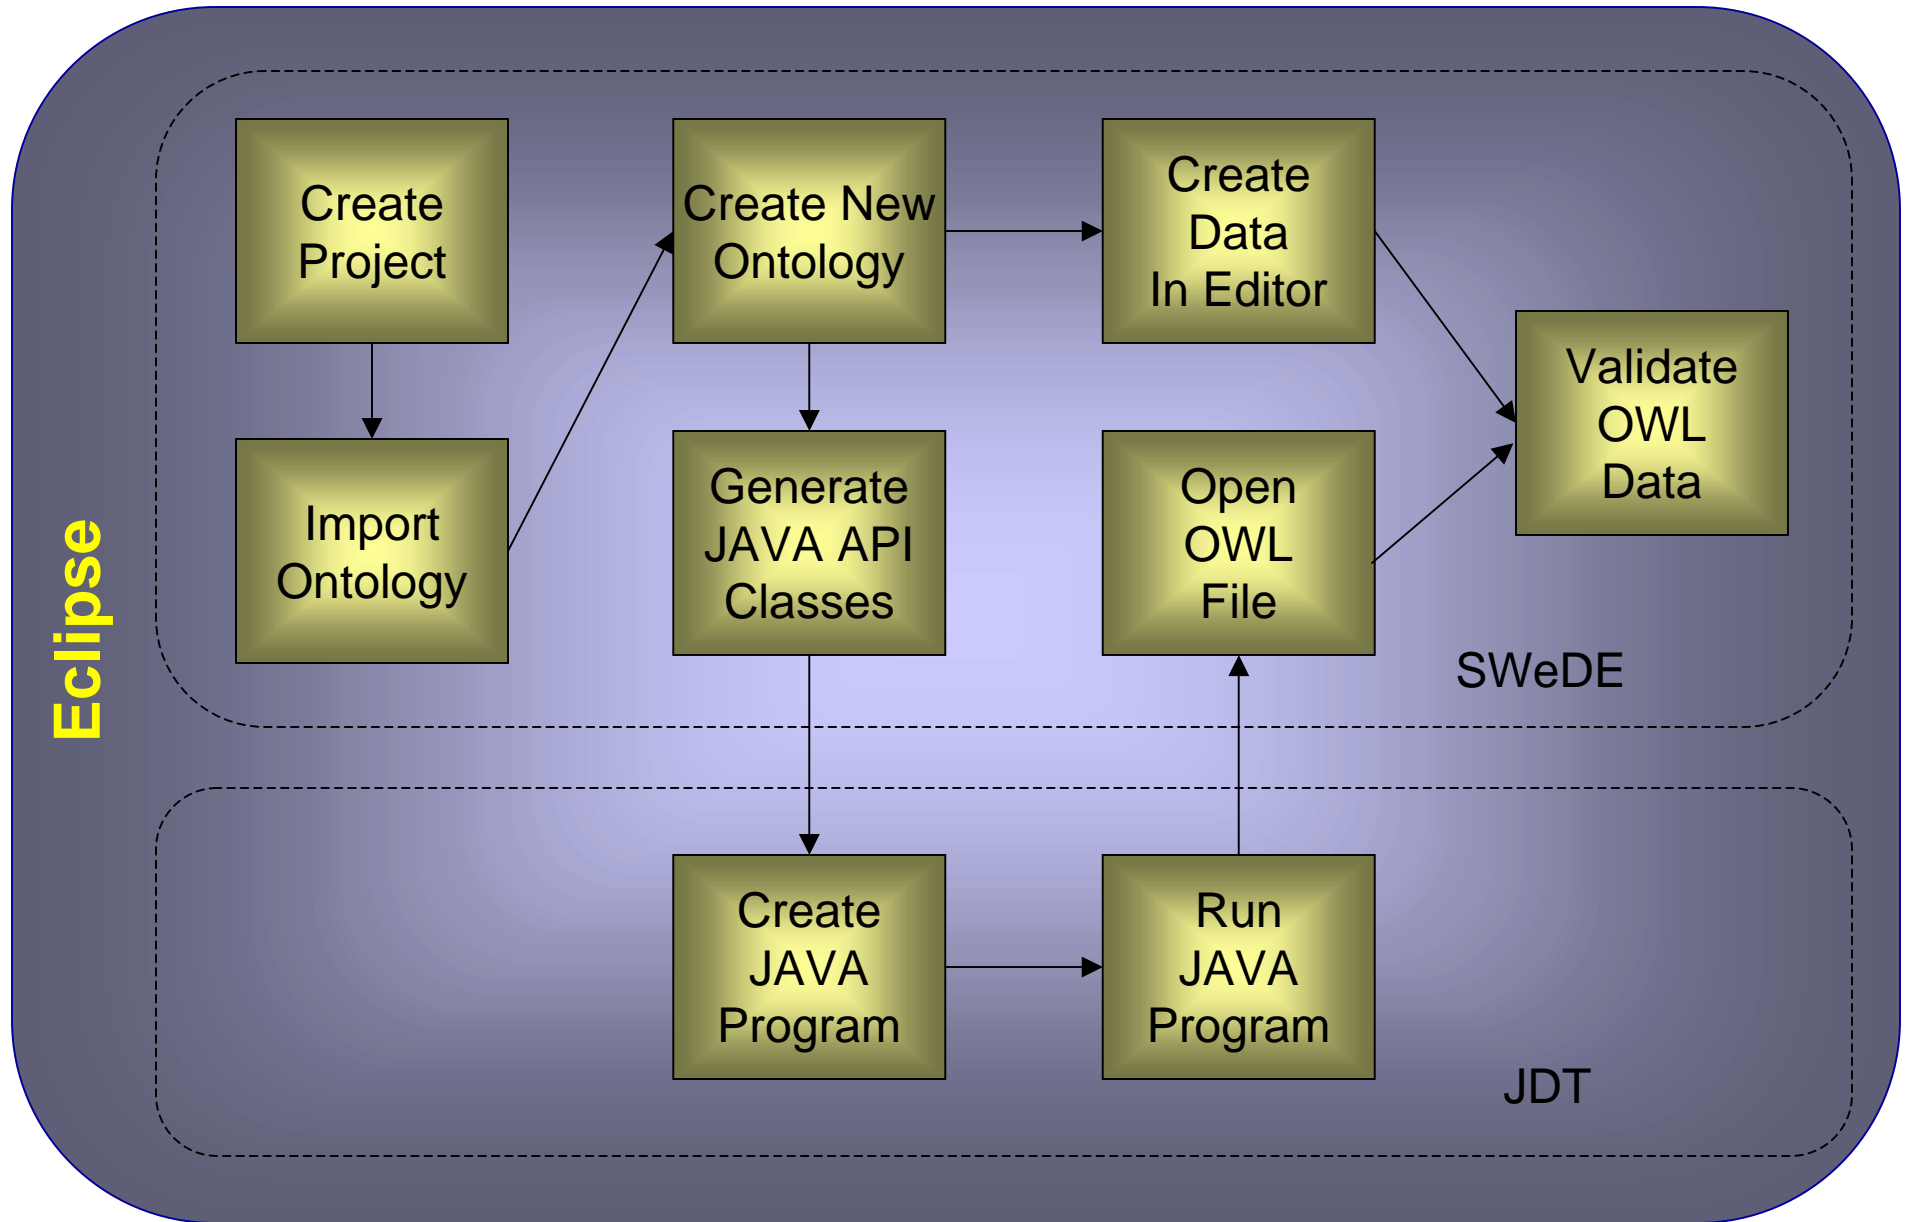 Eclipse
Create
Project
Create New
Ontology
Create
Data
In Editor
Validate
OWL
Data
Import
Ontology
Generate
JAVA API
Classes
Open
OWL
File
SWeDE
Create
JAVA
Program
Run
JAVA
Program
JDT